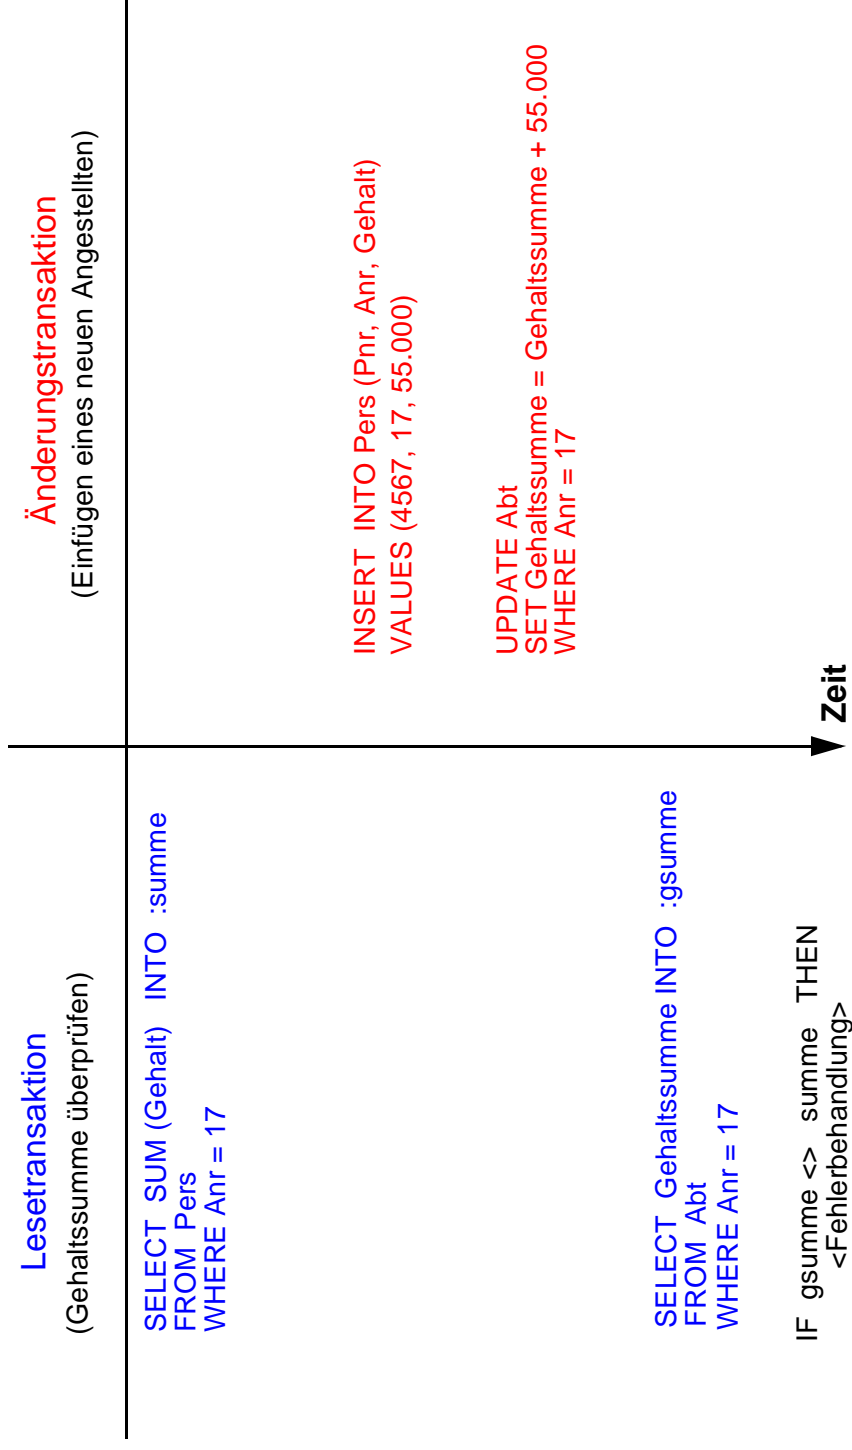 Lesetransaktion
(Gehaltssumme überprüfen)
Änderungstransaktion
(Einfügen eines neuen Angestellten)
SELECT SUM (Gehalt) INTO :summe
FROM Pers
WHERE Anr = 17
INSERT INTO Pers (Pnr, Anr, Gehalt)
VALUES (4567, 17, 55.000)
UPDATE Abt
SET Gehaltssumme = Gehaltssumme + 55.000
WHERE Anr = 17
SELECT Gehaltssumme INTO :gsumme
FROM Abt
WHERE Anr = 17
IF gsumme <> summe THEN
<Fehlerbehandlung>
Zeit